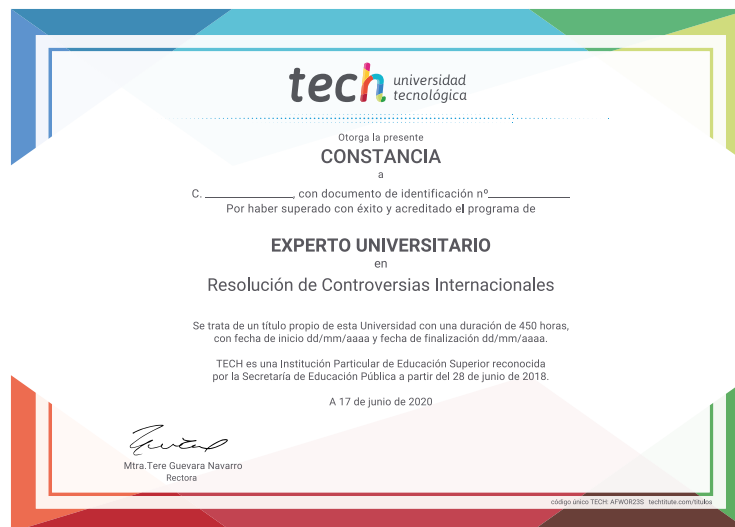 tech universidad
tecnológica
Otorga la presente
CONSTANCIA
a
C. ______________, con documento de identificación nº______________
Por haber superado con éxito y acreditado el programa de
EXPERTO UNIVERSITARIO
en
Resolución de Controversias Internacionales
Se trata de un título propio de esta Universidad con una duración de 450 horas,
con fecha de inicio dd/mm/aaaa y fecha de finalización dd/mm/aaaa.
TECH es una Institución Particular de Educación Superior reconocida
por la Secretaría de Educación Pública a partir del 28 de junio de 2018.
A 17 de junio de 2020
Mtra.Tere Guevara Navarro
Rectora
código único TECH: AFWOR23S techtitute.com/titulos